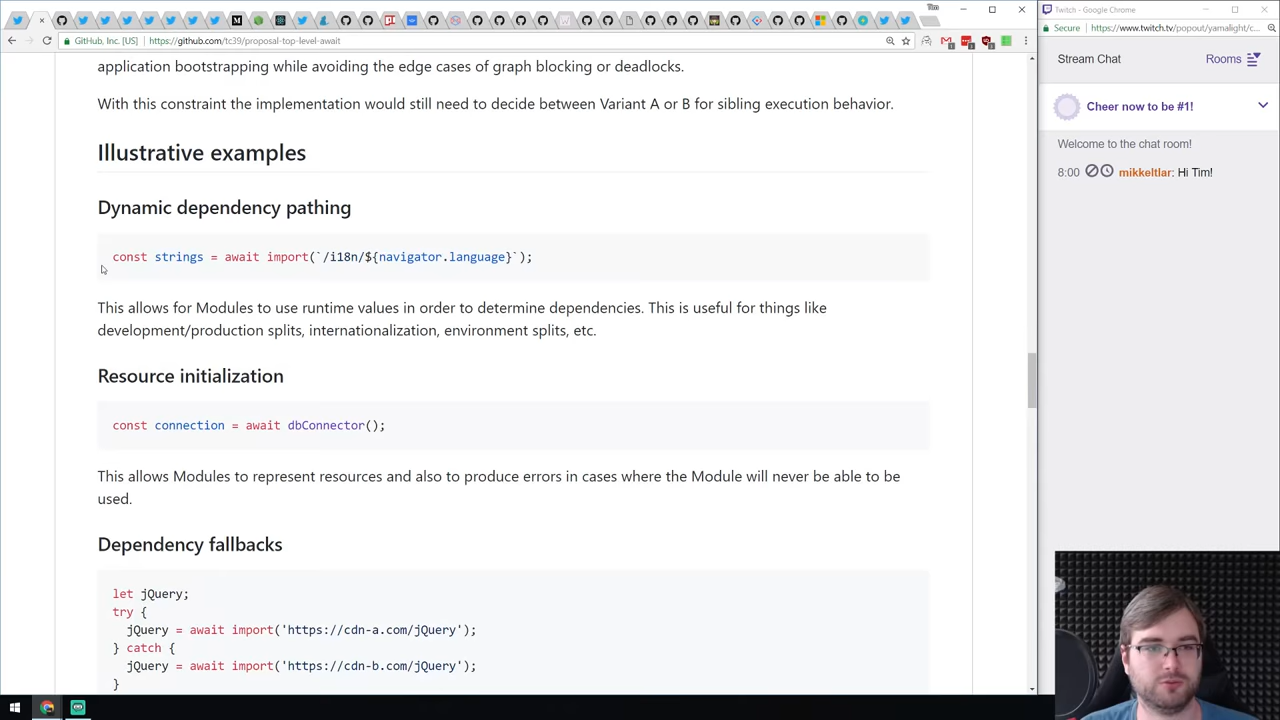 Tim
GitHub, Inc. [US] https://github.com/tc39/proposal-top-level-await
application bootstrapping while avoiding the edge cases of graph blocking or deadlocks.
With this constraint the implementation would still need to decide between Variant A or B for sibling execution behavior.
Illustrative examples
Dynamic dependency pathing
const strings = await import(`/i18n/${navigator.language}`);
This allows for Modules to use runtime values in order to determine dependencies. This is useful for things like
development/production splits, internationalization, environment splits, etc.
Resource initialization
const connection = await dbConnector();
This allows Modules to represent resources and also to produce errors in cases where the Module will never be able to be
used.
Dependency fallbacks
let jQuery;
try {
jQuery = await import('https://cdn-a.com/jQuery');
} catch {
jQuery = await import('https://cdn-b.com/jQuery');
}
Twitch - Google Chrome
Secure https://www.twitch.tv/popout/yamalight/c...
Stream Chat
Rooms
Cheer now to be #1!
Welcome to the chat room!
8:00 mikkeltlar: Hi Tim!